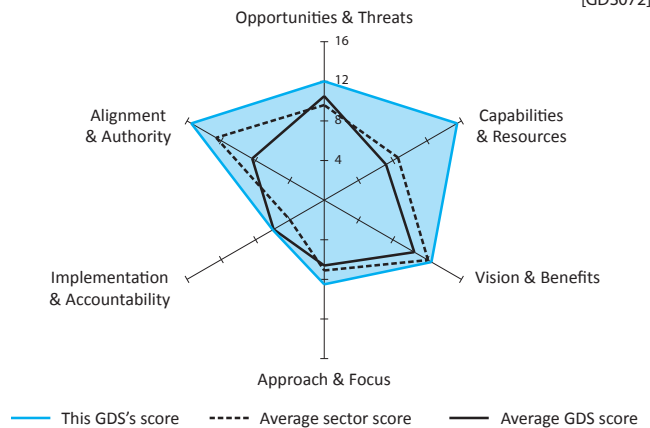 [GDS072]
Opportunities & Threats
16
12
8
4
Alignment
& Authority
Capabilities
& Resources
Implementation
& Accountability
Vision & Benefits
Approach & Focus
This GDS's score
Average sector score
Average GDS score